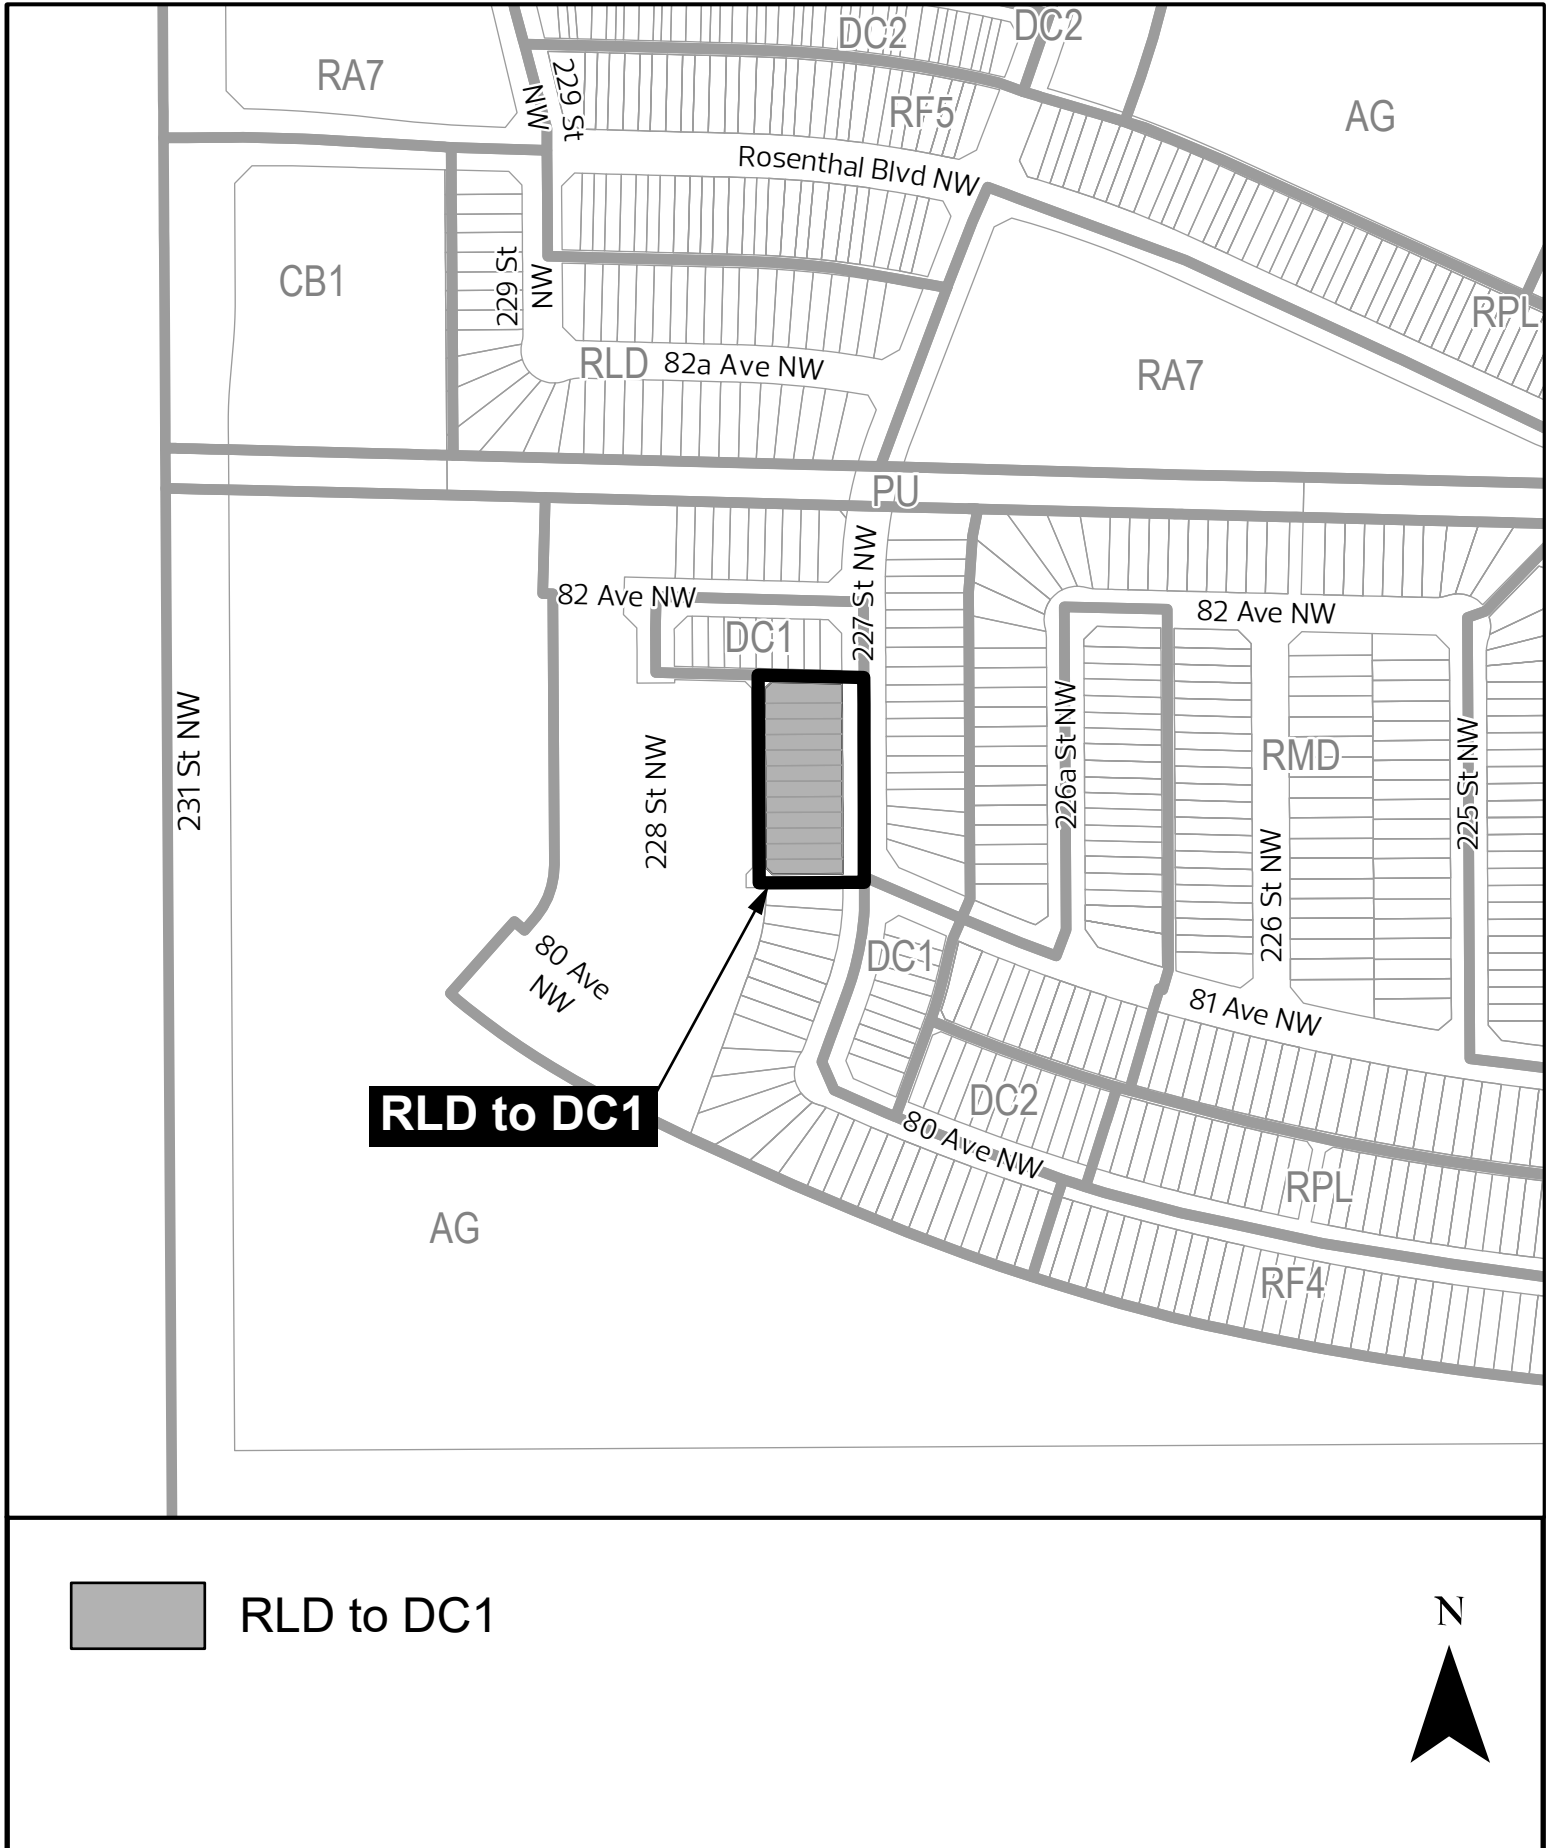 DC2
DC2
RA7
229 St
NW
RF5
AG
Rosenthal Blvd NW
CB1
229 St
NW
RPL
RLD
82a Ave NW
RA7
PU
227 St NW
82 Ave NW
DC1
82 Ave NW
231 St NW
228 St NW
226a St NW
RMD
225 St NW
226 St NW
80 Ave
NW
DC1
81 Ave NW
RLD to DC1
DC2
80 Ave NW
RPL
AG
RF4
RLD to DC1
N